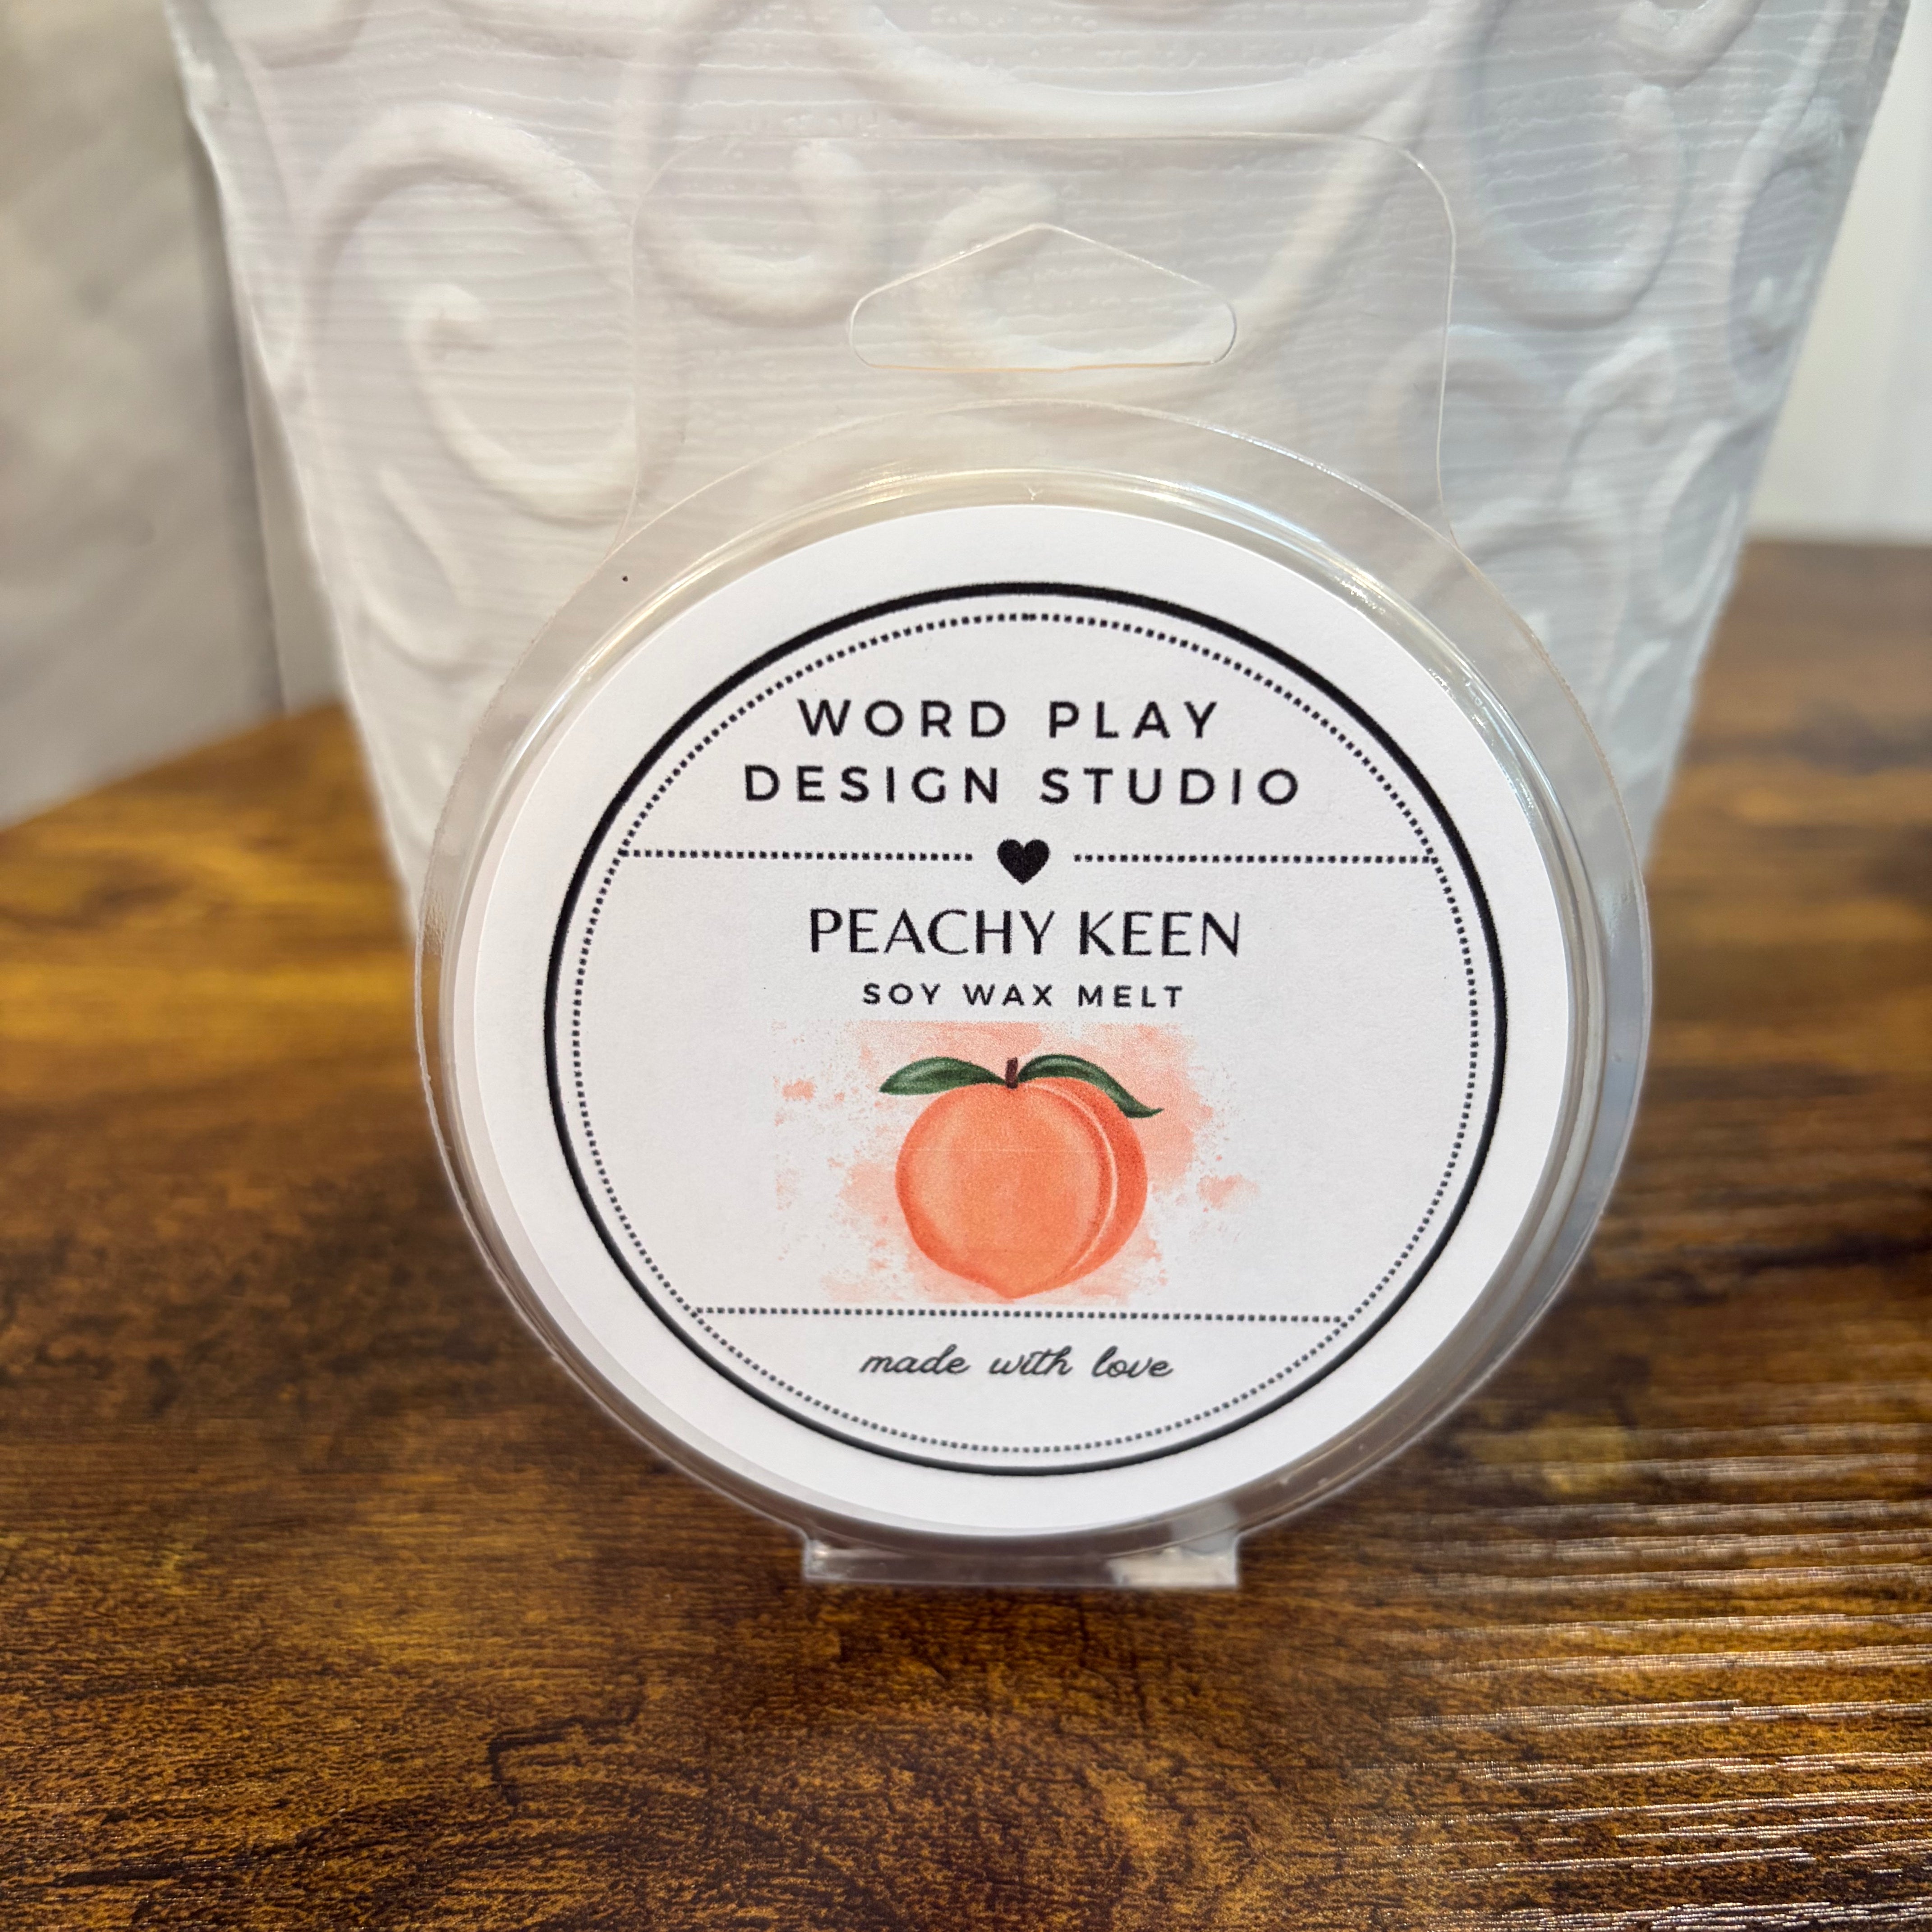 WORD PLAY
DESIGN STUDIO
PEACHY KEEN
SOY WAX MELT
made with love